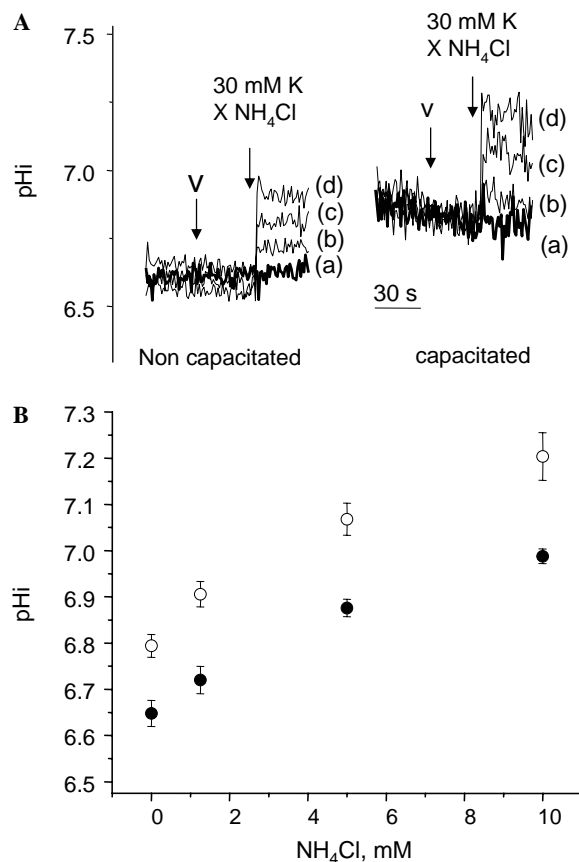 A
7.5
7.0
6.5
pHi
30 mM K
X NH₄Cl
V
(d)
(c)
(b)
(a)
Non capacitated
30 mM K
X NH₄Cl
v
(d)
(c)
(b)
(a)
30 s
capacitated
B
7.3
7.2
7.1
7.0
6.9
6.8
6.7
6.6
6.5
pHi
0 2 4 6 8 10
NH₄Cl, mM